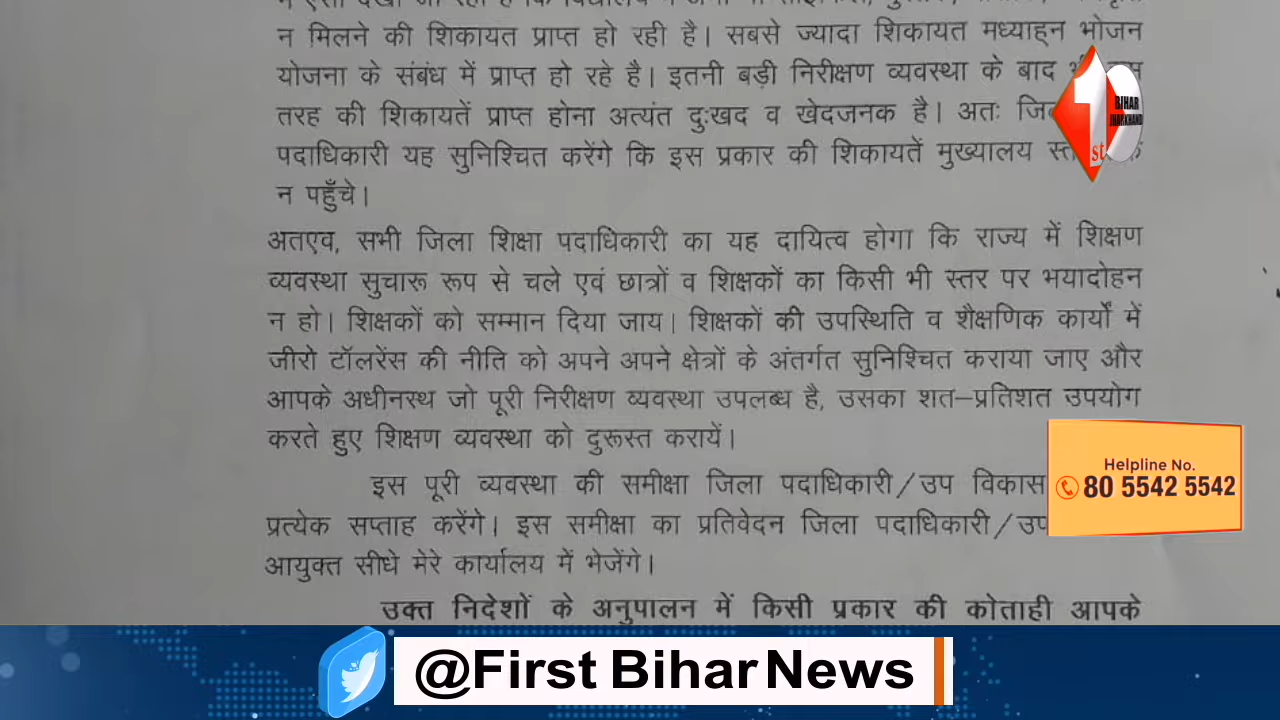 न मिलने की शिकायत प्राप्त हो रही है। सबसे ज्यादा शिकायत मध्याह्न भोजन
योजना के संबंध में प्राप्त हो रहे है। इतनी बड़ी निरीक्षण व्यवस्था के बाद
तरह की शिकायतें प्राप्त होना अत्यंत दुःखद व खेदजनक है। अतः
पदाधिकारी यह सुनिश्चित करेंगे कि इस प्रकार की शिकायतें मुख्यालय
न पहुँचे।
अतएव, सभी जिला शिक्षा पदाधिकारी का यह दायित्व होगा कि राज्य में शिक्षण
व्यवस्था सुचारू रूप से चले एवं छात्रों व शिक्षकों का किसी भी स्तर पर भयादोहन
न हो। शिक्षकों को सम्मान दिया जाय। शिक्षकों की उपस्थिति व शैक्षणिक कार्यों में
जीरो टॉलरेंस की नीति को अपने अपने क्षेत्रों के अंतर्गत सुनिश्चित कराया जाए और
आपके अधीनस्थ जो पूरी निरीक्षण व्यवस्था उपलब्ध है, उसका शत–प्रतिशत उपयोग
करते हुए शिक्षण व्यवस्था को दुरूस्त करायें।
इस पूरी व्यवस्था की समीक्षा जिला पदाधिकारी/उप विकास
प्रत्येक सप्ताह करेंगे। इस समीक्षा का प्रतिवेदन जिला पदाधिकारी/उप
आयुक्त सीधे मेरे कार्यालय में भेजेंगे।
उक्त निदेशों के अनुपालन में किसी प्रकार की कोताही आपके
1st
BIHAR
JHARKHAND
Helpline No.
80 5542 5542
@First Bihar News